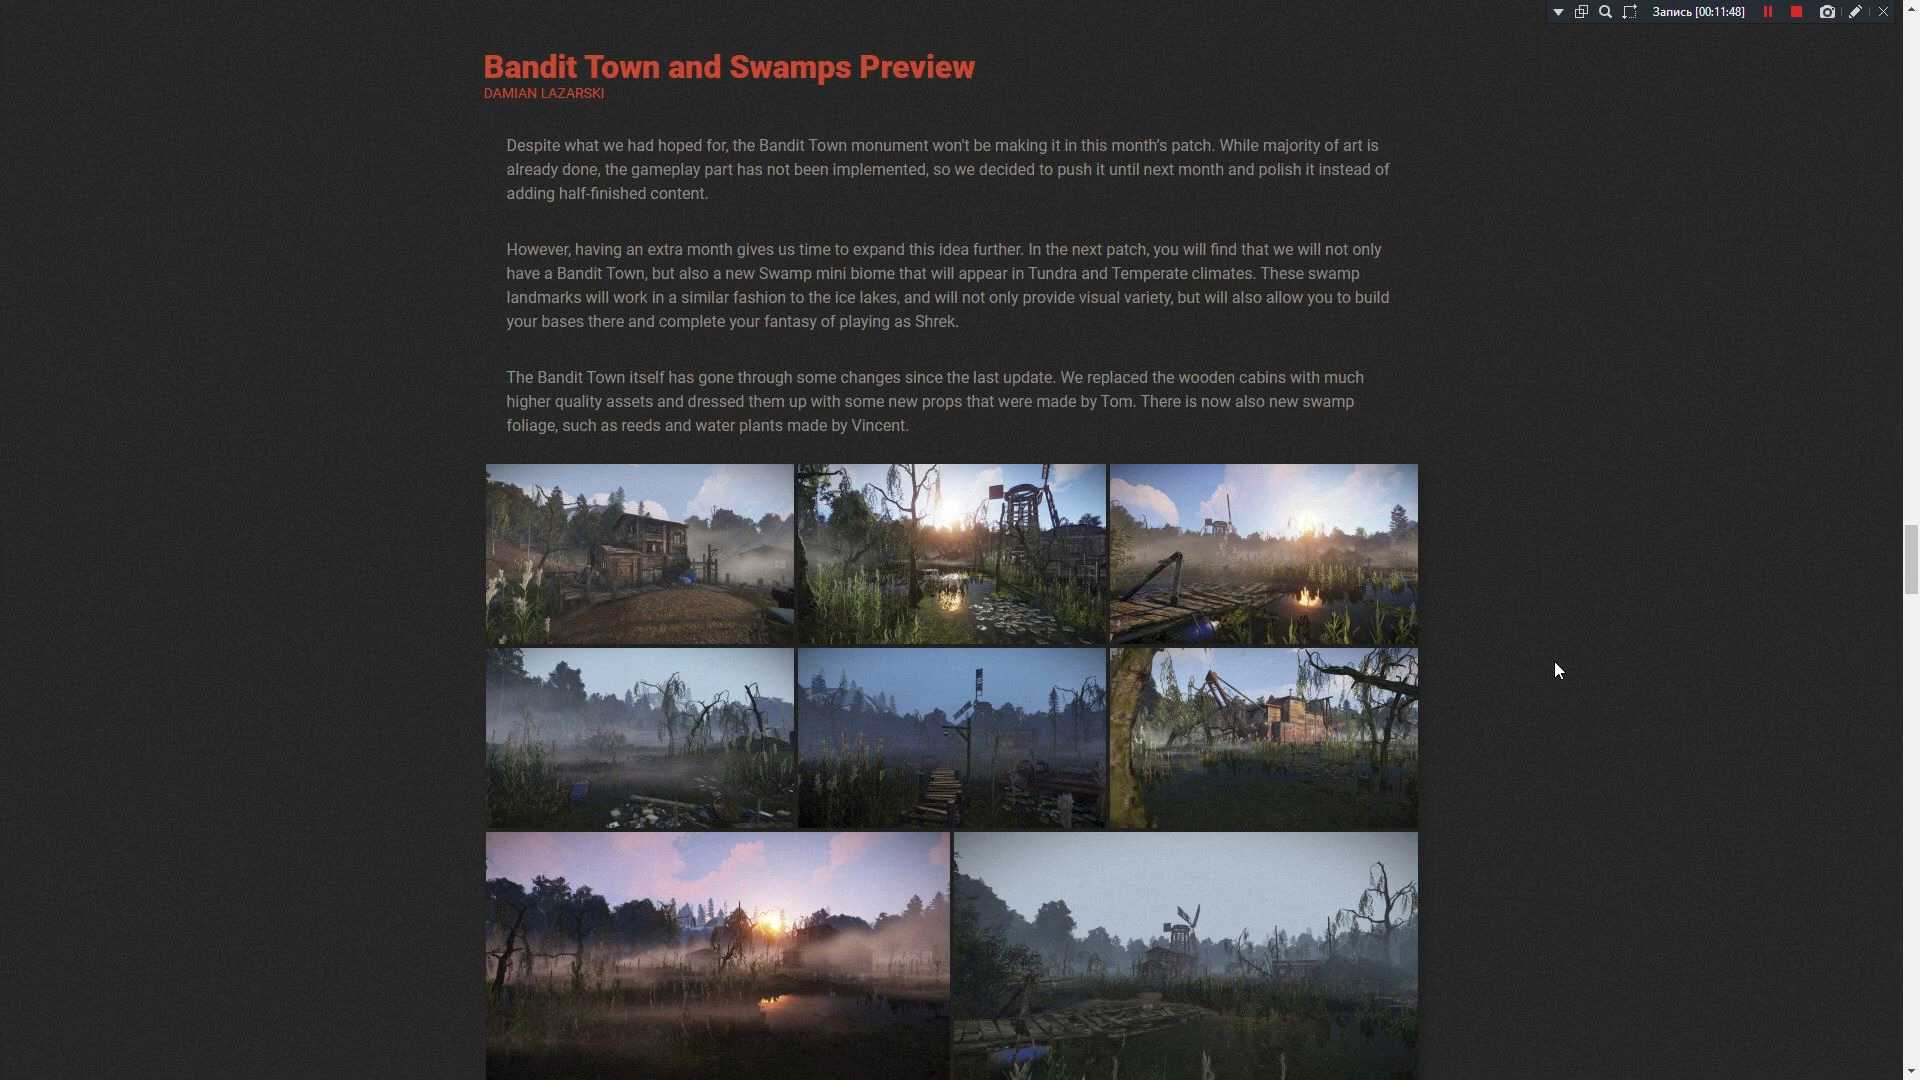 Запись [00:11:48]
Bandit Town and Swamps Preview
DAMIAN LAZARSKI
Despite what we had hoped for, the Bandit Town monument won't be making it in this month’s patch. While majority of art is
already done, the gameplay part has not been implemented, so we decided to push it until next month and polish it instead of
adding half-finished content.
However, having an extra month gives us time to expand this idea further. In the next patch, you will find that we will not only
have a Bandit Town, but also a new Swamp mini biome that will appear in Tundra and Temperate climates. These swamp
landmarks will work in a similar fashion to the ice lakes, and will not only provide visual variety, but will also allow you to build
your bases there and complete your fantasy of playing as Shrek.
The Bandit Town itself has gone through some changes since the last update. We replaced the wooden cabins with much
higher quality assets and dressed them up with some new props that were made by Tom. There is now also new swamp
foliage, such as reeds and water plants made by Vincent.